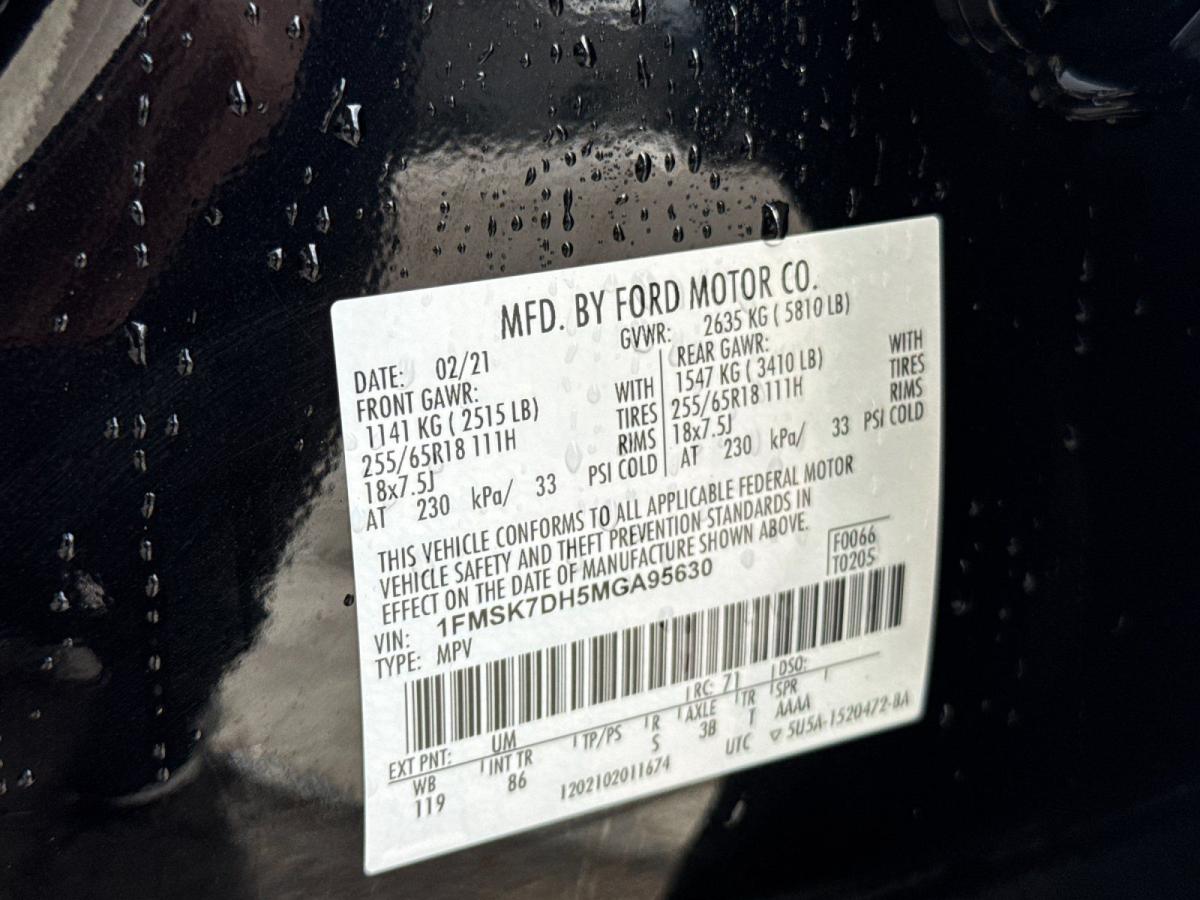 MFD. BY FORD MOTOR CO.
DATE: 02/21 GVWR: 2635 KG ( 5810 LB)
FRONT GAWR: REAR GAWR:
1141 KG ( 2515 LB) WITH 1547 KG ( 3410 LB) WITH
255/65R18 111H TIRES 255/65R18 111H TIRES
18x7.5J RIMS 18x7.5J RIMS
AT 230 kPa/ 33 PSI COLD AT 230 kPa/ 33 PSI COLD
THIS VEHICLE CONFORMS TO ALL APPLICABLE FEDERAL MOTOR
VEHICLE SAFETY AND THEFT PREVENTION STANDARDS IN
EFFECT ON THE DATE OF MANUFACTURE SHOWN ABOVE.
VIN: 1FMSK7DH5MGA95630 F0066
TYPE: MPV T0205
EXT PNT: UM RC: 71 DSO:
WB INT TR TP/PS R AXLE TR SPR
119 86 S 3B T AAAA
1202102011674 UTC ▽ 5U5A-1520472-BA